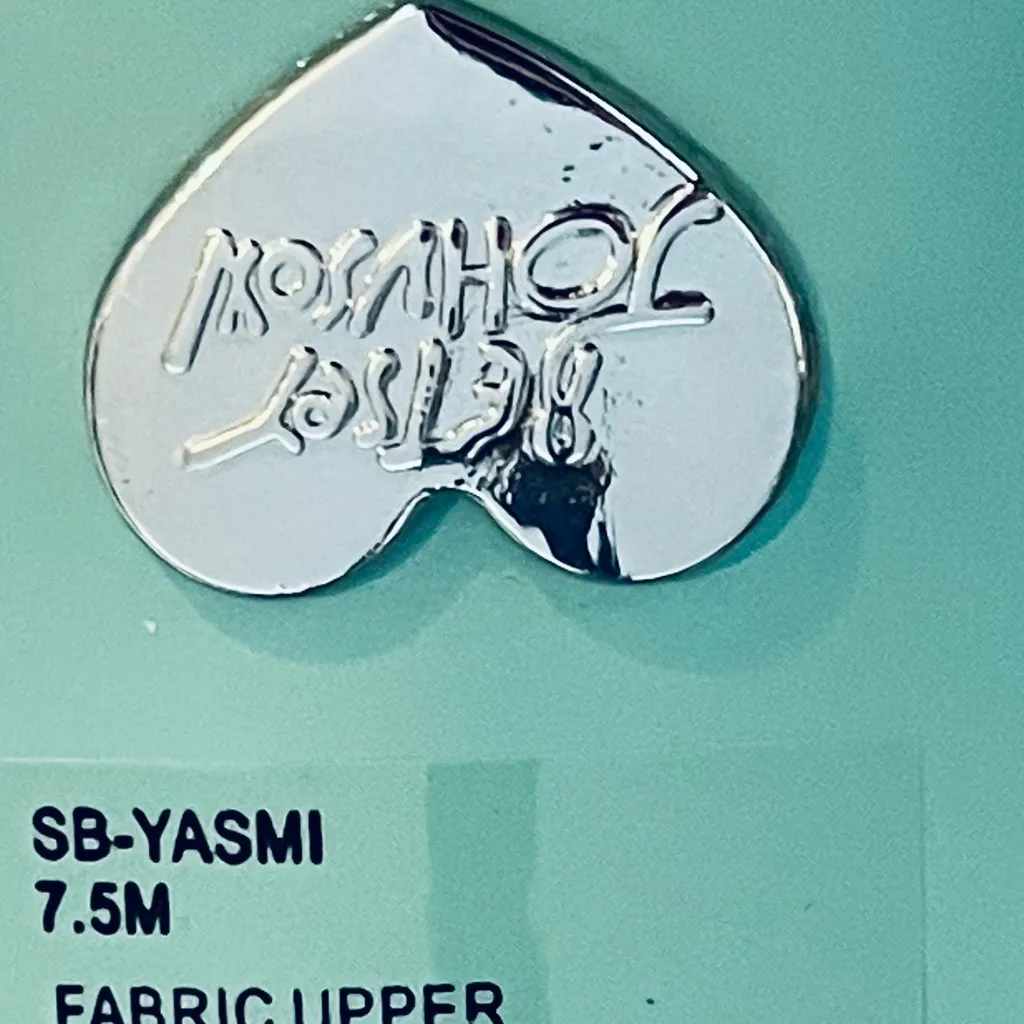 BETSEY
JOHNSON
SB-YASMI
7.5M
FABRIC UPPER